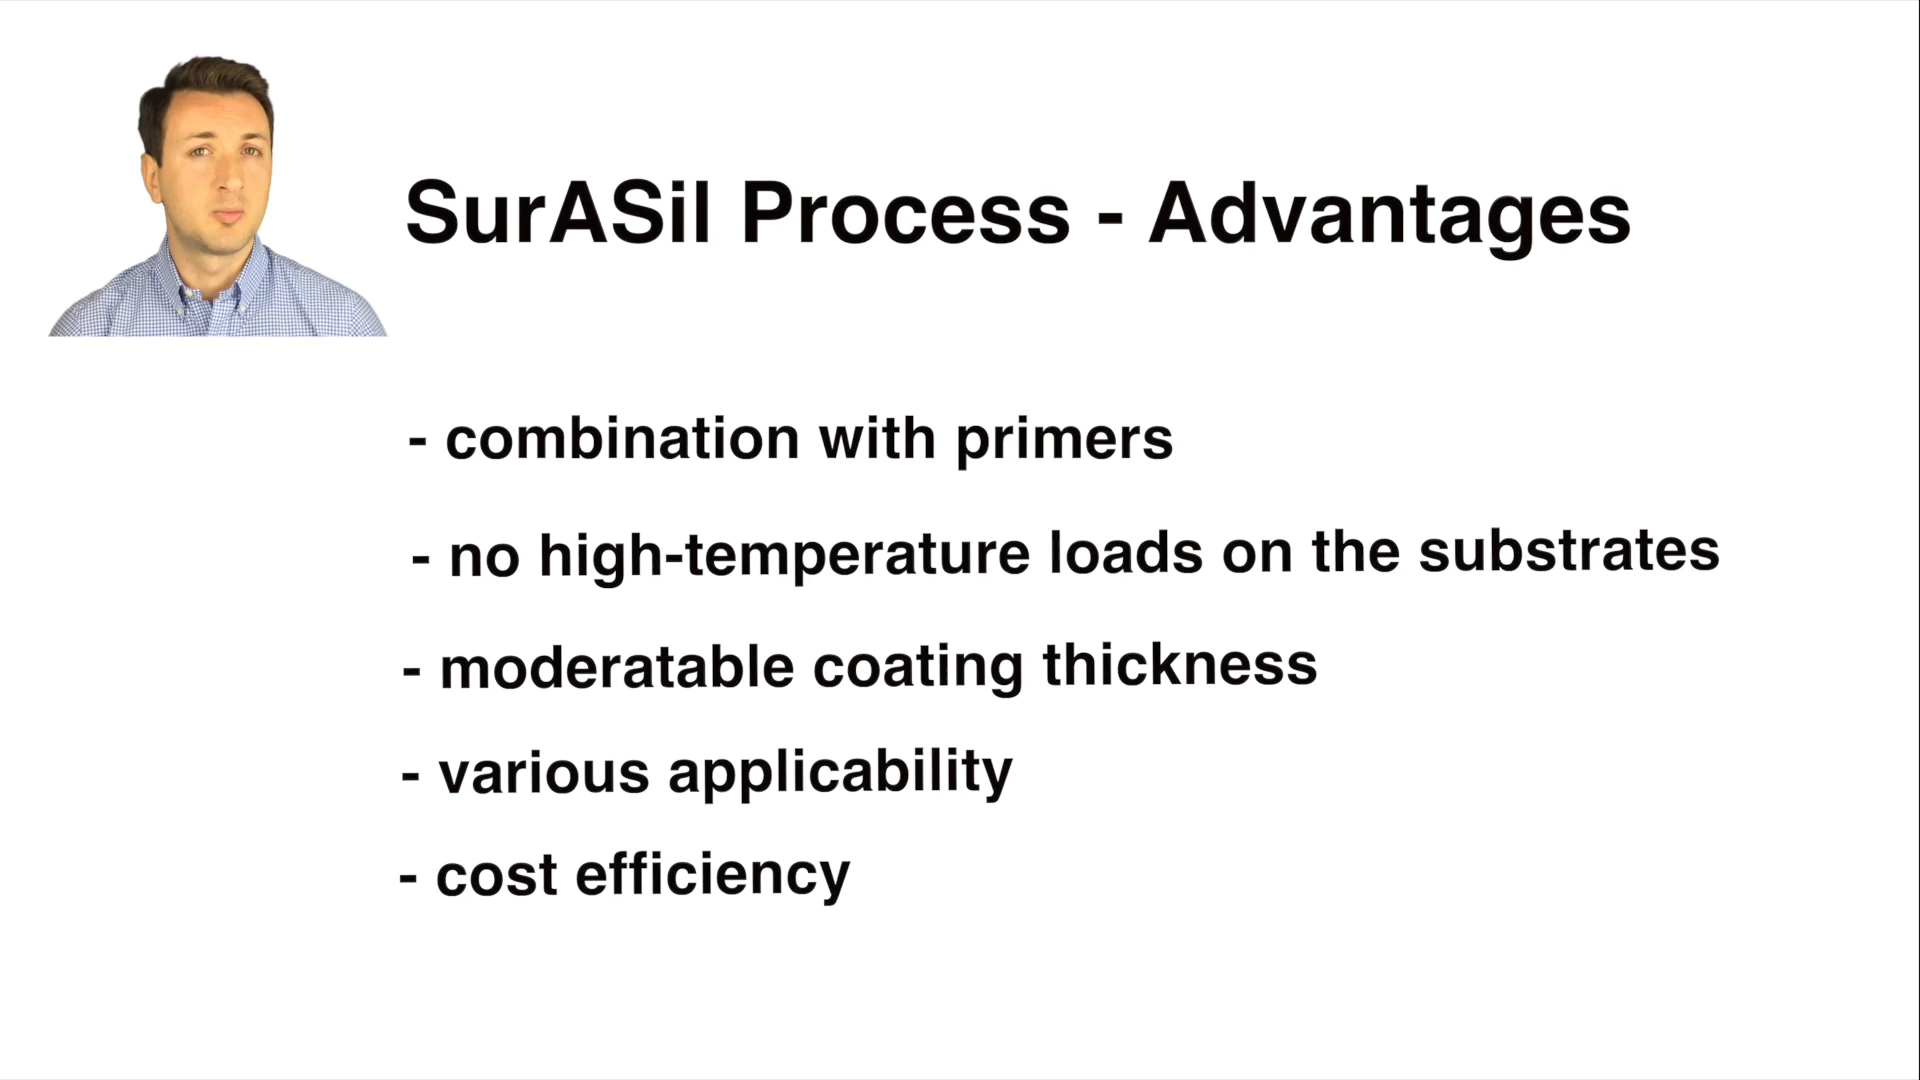 SurASil Process - Advantages
- combination with primers
- no high-temperature loads on the substrates
- moderatable coating thickness
- various applicability
- cost efficiency